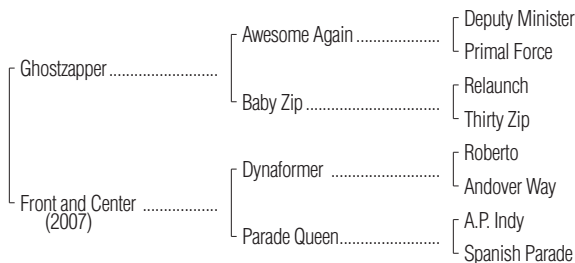 Deputy Minister
Awesome Again ....................
Primal Force
Ghostzapper ..........................
Relaunch
Baby Zip ................................
Thirty Zip
Roberto
Dynaformer ..........................
Andover Way
Front and Center ..................
(2007)
A.P. Indy
Parade Queen........................
Spanish Parade